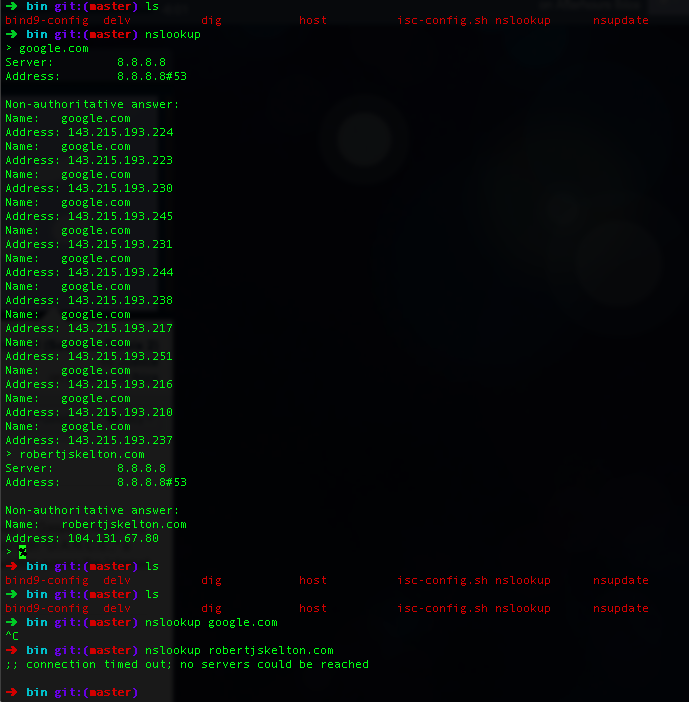 ➜ bin git:(master) ls
bind9-config delv dig host isc-config.sh nslookup nsupdate
➜ bin git:(master) nslookup
> google.com
Server: 8.8.8.8
Address: 8.8.8.8#53
Non-authoritative answer:
Name: google.com
Address: 143.215.193.224
Name: google.com
Address: 143.215.193.223
Name: google.com
Address: 143.215.193.230
Name: google.com
Address: 143.215.193.245
Name: google.com
Address: 143.215.193.231
Name: google.com
Address: 143.215.193.244
Name: google.com
Address: 143.215.193.238
Name: google.com
Address: 143.215.193.217
Name: google.com
Address: 143.215.193.251
Name: google.com
Address: 143.215.193.216
Name: google.com
Address: 143.215.193.210
Name: google.com
Address: 143.215.193.237
> robertjskelton.com
Server: 8.8.8.8
Address: 8.8.8.8#53
Non-authoritative answer:
Name: robertjskelton.com
Address: 104.131.67.80
>
➜ bin git:(master) ls
bind9-config delv dig host isc-config.sh nslookup nsupdate
➜ bin git:(master) ls
bind9-config delv dig host isc-config.sh nslookup nsupdate
➜ bin git:(master) nslookup google.com
^C
➜ bin git:(master) nslookup robertjskelton.com
;; connection timed out; no servers could be reached
➜ bin git:(master)